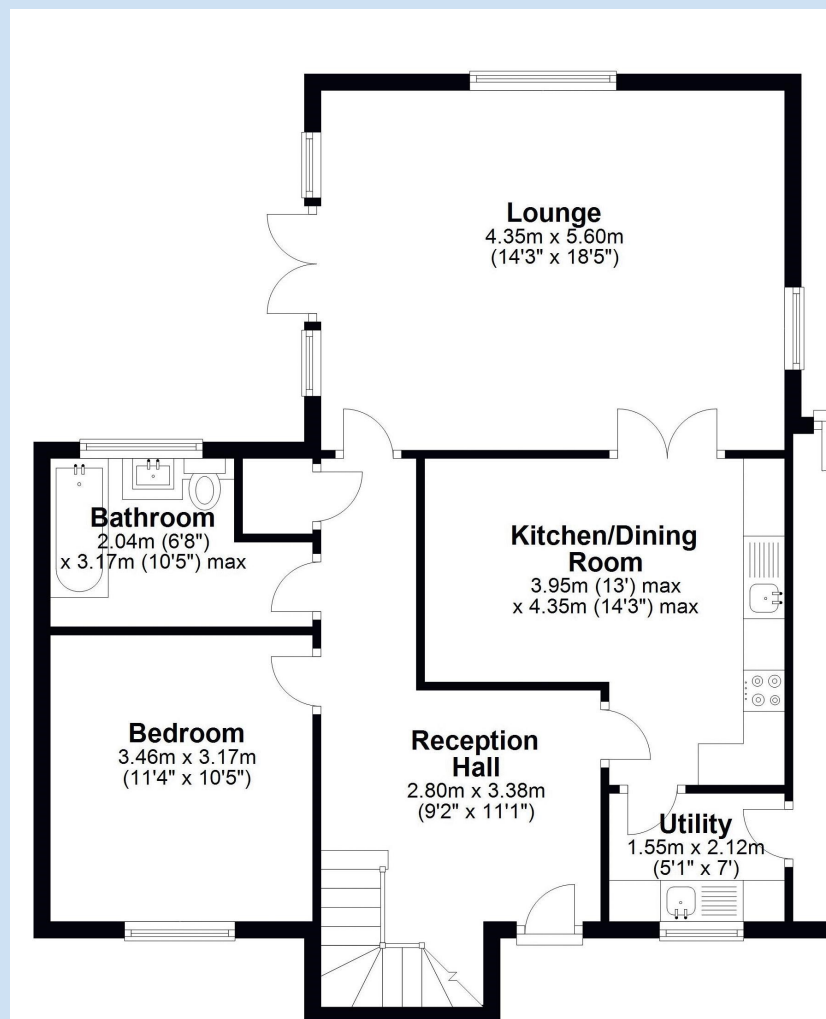 Lounge
4.35m x 5.60m
(14'3" x 18'5")
Bathroom
2.04m (6'8")
x 3.17m (10'5") max
Kitchen/Dining
Room
3.95m (13') max
x 4.35m (14'3") max
Bedroom
3.46m x 3.17m
(11'4" x 10'5")
Reception
Hall
2.80m x 3.38m
(9'2" x 11'1")
Utility
1.55m x 2.12m
(5'1" x 7')